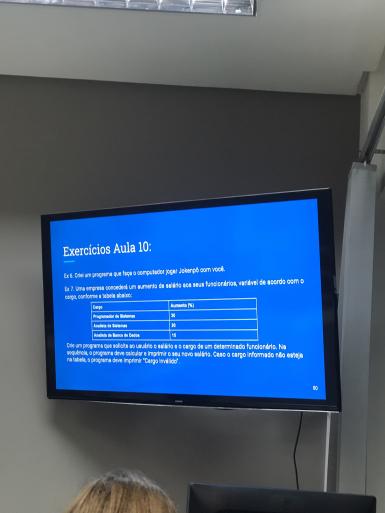 Exercícios Aula 10:
Ex 6. Criei um programa que faça o computador jogar Jokenpô com você.
Ex 7. Uma empresa concederá um aumento de salário aos seus funcionários, variável de acordo com o
cargo, conforme a tabela abaixo:
Cargo Aumento (%)
Programador de Sistemas 30
Analista de Sistemas 20
Analista de Banco de Dados 15
Crie um programa que solicite ao usuário o salário e o cargo de um determinado funcionário. Na
sequência, o programa deve calcular e imprimir o seu novo salário. Caso o cargo informado não esteja
na tabela, o programa deve imprimir "Cargo Inválido".